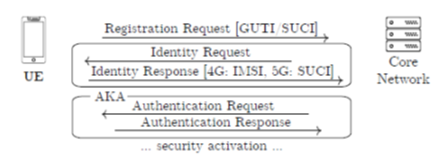 Registration Request [GUTI/SUCI]
Identity Request
Identity Response [4G: IMSI, 5G: SUCI]
UE
Core
Network
AKA
Authentication Request
Authentication Response
... security activation ...